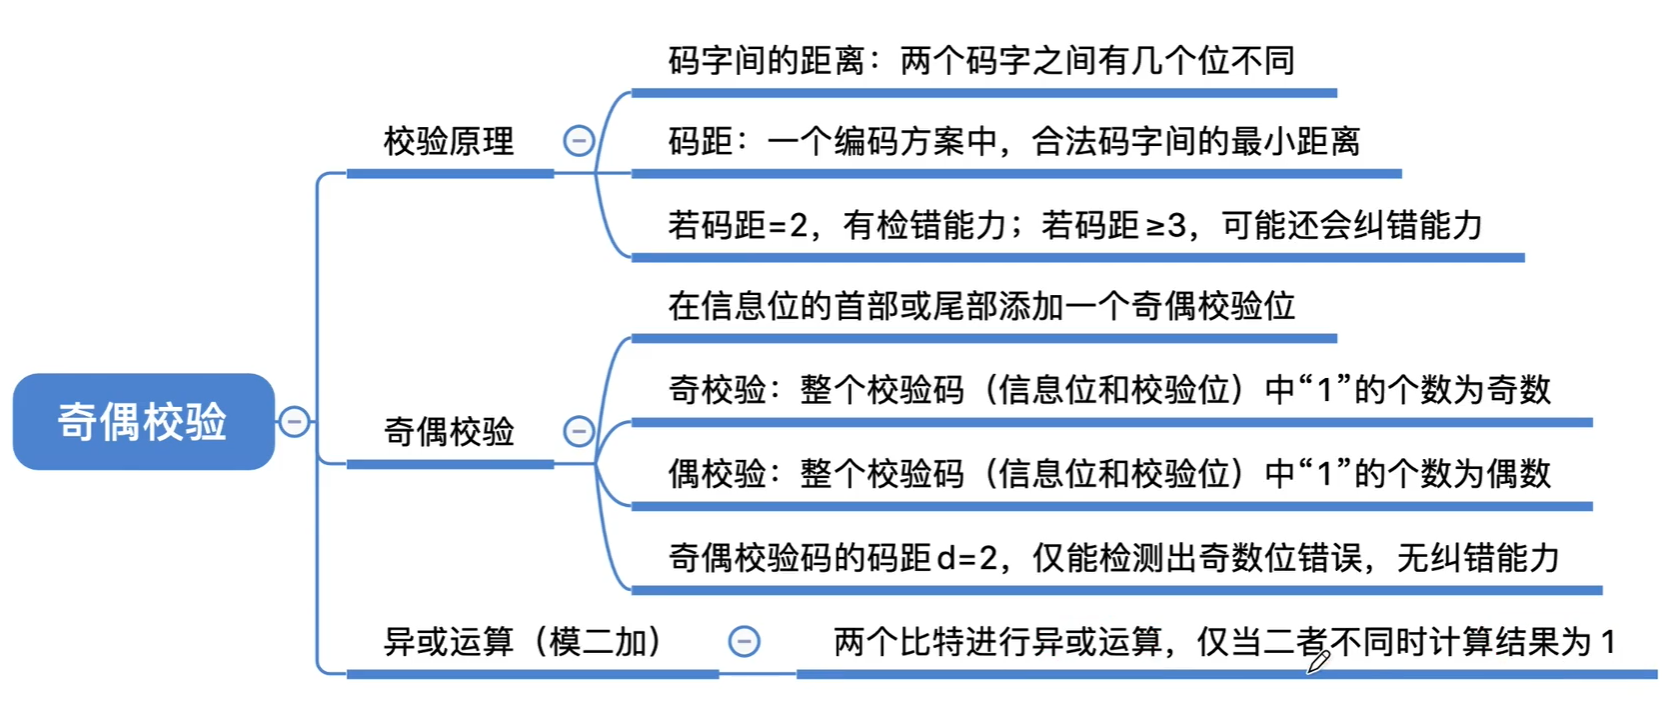 奇偶校验
校验原理
码字间的距离：两个码字之间有几个位不同
码距：一个编码方案中，合法码字间的最小距离
若码距=2，有检错能力；若码距≥3，可能还会纠错能力
奇偶校验
在信息位的首部或尾部添加一个奇偶校验位
奇校验：整个校验码（信息位和校验位）中“1”的个数为奇数
偶校验：整个校验码（信息位和校验位）中“1”的个数为偶数
奇偶校验码的码距d=2，仅能检测出奇数位错误，无纠错能力
异或运算（模二加）
两个比特进行异或运算，仅当二者不同时计算结果为1